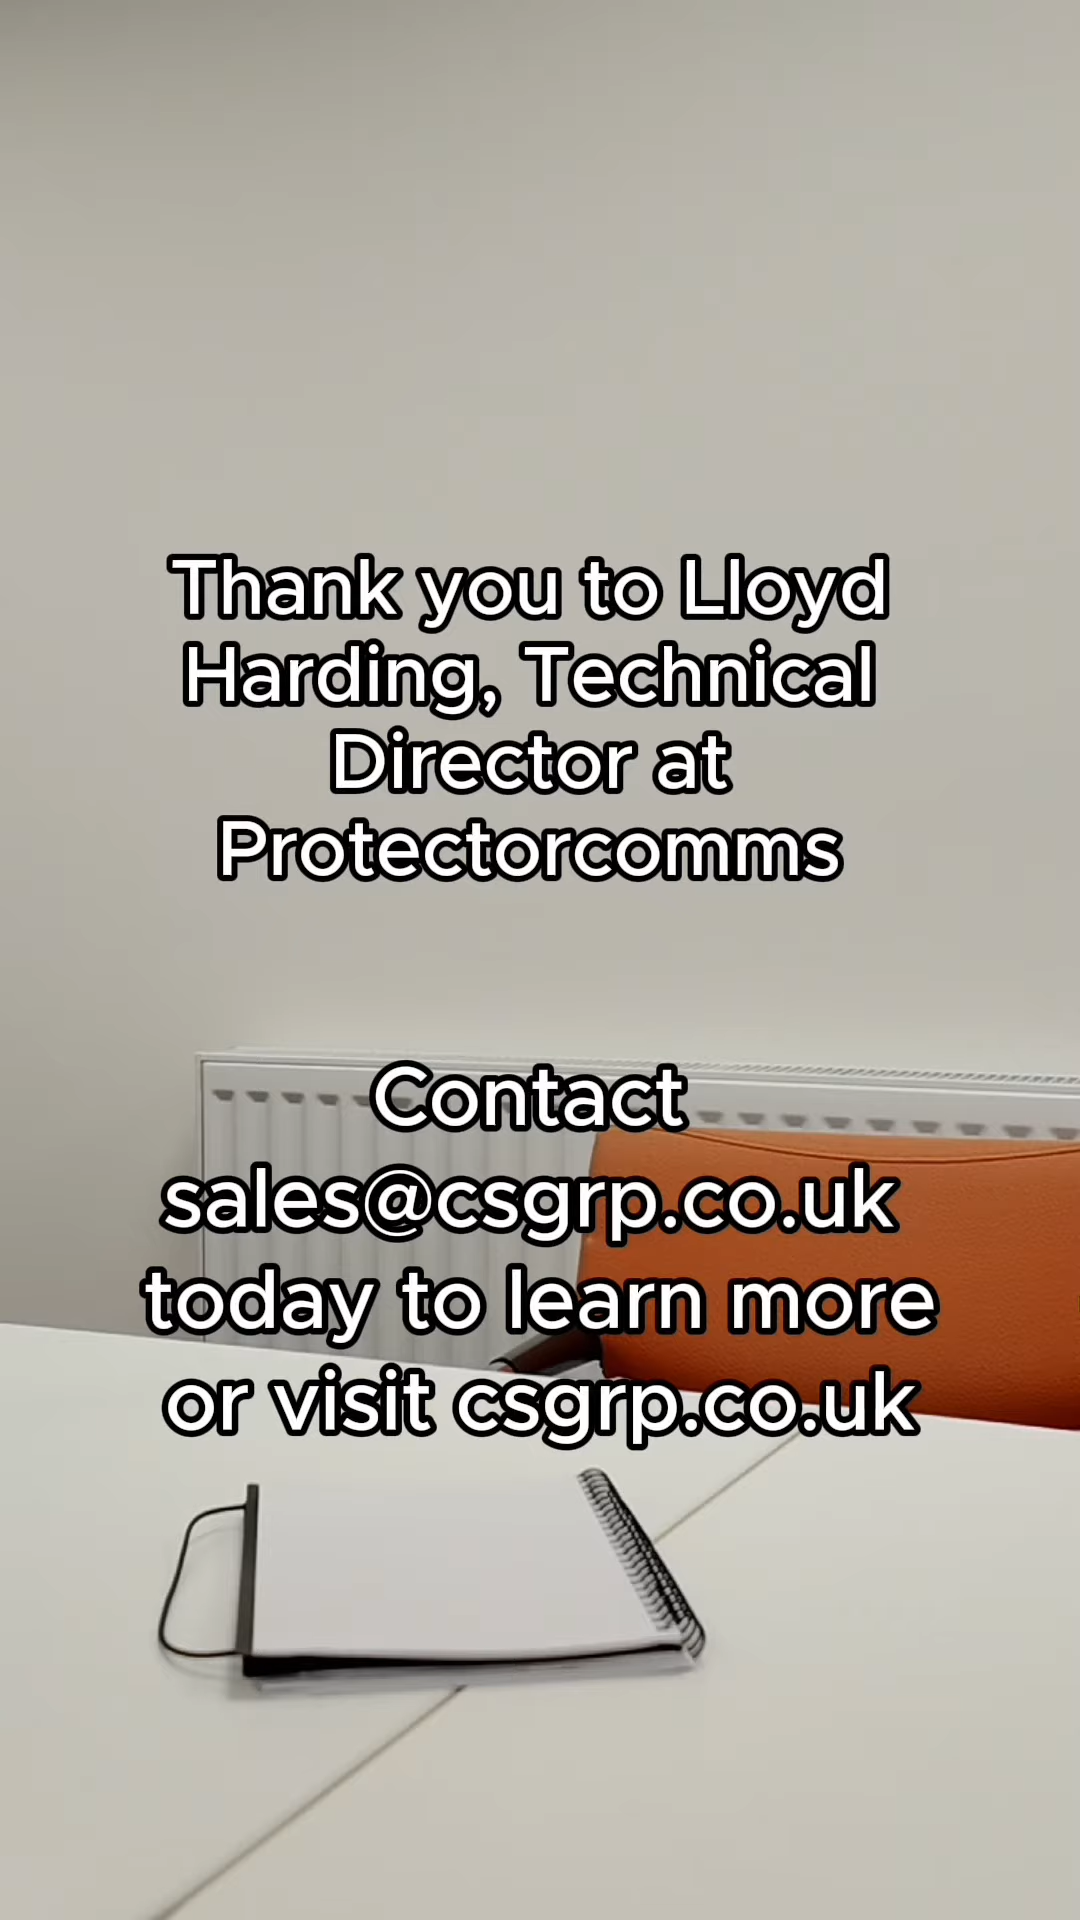 Thank you to Lloyd
Harding, Technical
Director at
Protectorcomms
Contact
sales@csgrp.co.uk
today to learn more
or visit csgrp.co.uk